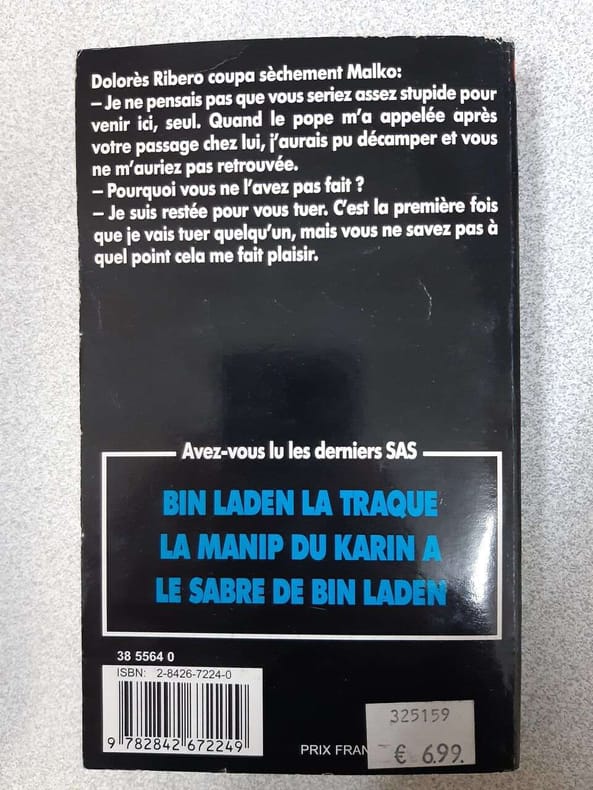 Dolorès Ribero coupa sèchement Malko:
– Je ne pensais pas que vous seriez assez stupide pour
venir ici, seul. Quand le pope m'a appelée après
votre passage chez lui, j'aurais pu décamper et vous
ne m'auriez pas retrouvée.
– Pourquoi vous ne l'avez pas fait ?
– Je suis restée pour vous tuer. C'est la première fois
que je vais tuer quelqu'un, mais vous ne savez pas à
quel point cela me fait plaisir.
Avez-vous lu les derniers SAS
BIN LADEN LA TRAQUE
LA MANIP DU KARIN A
LE SABRE DE BIN LADEN
38 5564 0
ISBN: 2-8426-7224-0
9 782842 672249
PRIX FRAN
325159
€ 6.99.